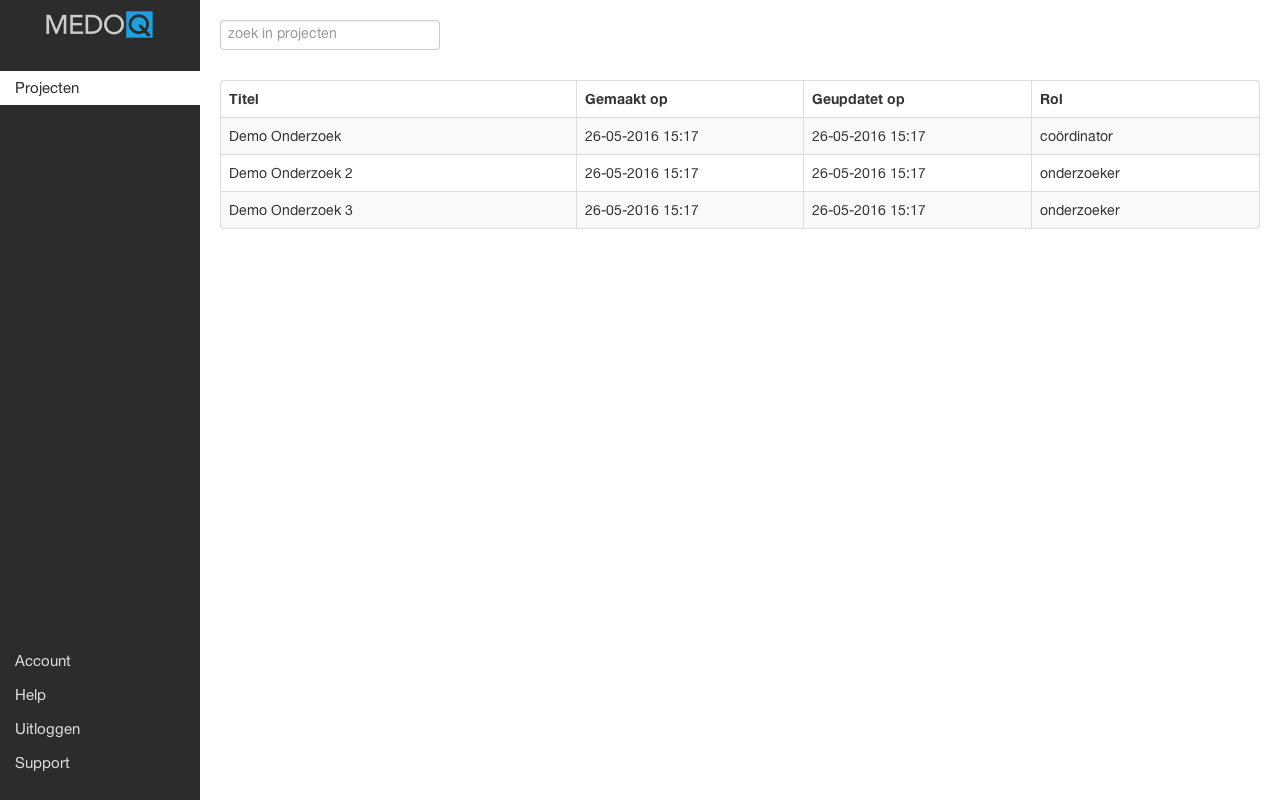 MEDOQ
zoek in projecten
Projecten
Titel Gemaakt op Geupdatet op Rol
Demo Onderzoek 26-05-2016 15:17 26-05-2016 15:17 coördinator
Demo Onderzoek 2 26-05-2016 15:17 26-05-2016 15:17 onderzoeker
Demo Onderzoek 3 26-05-2016 15:17 26-05-2016 15:17 onderzoeker
Account
Help
Uitloggen
Support